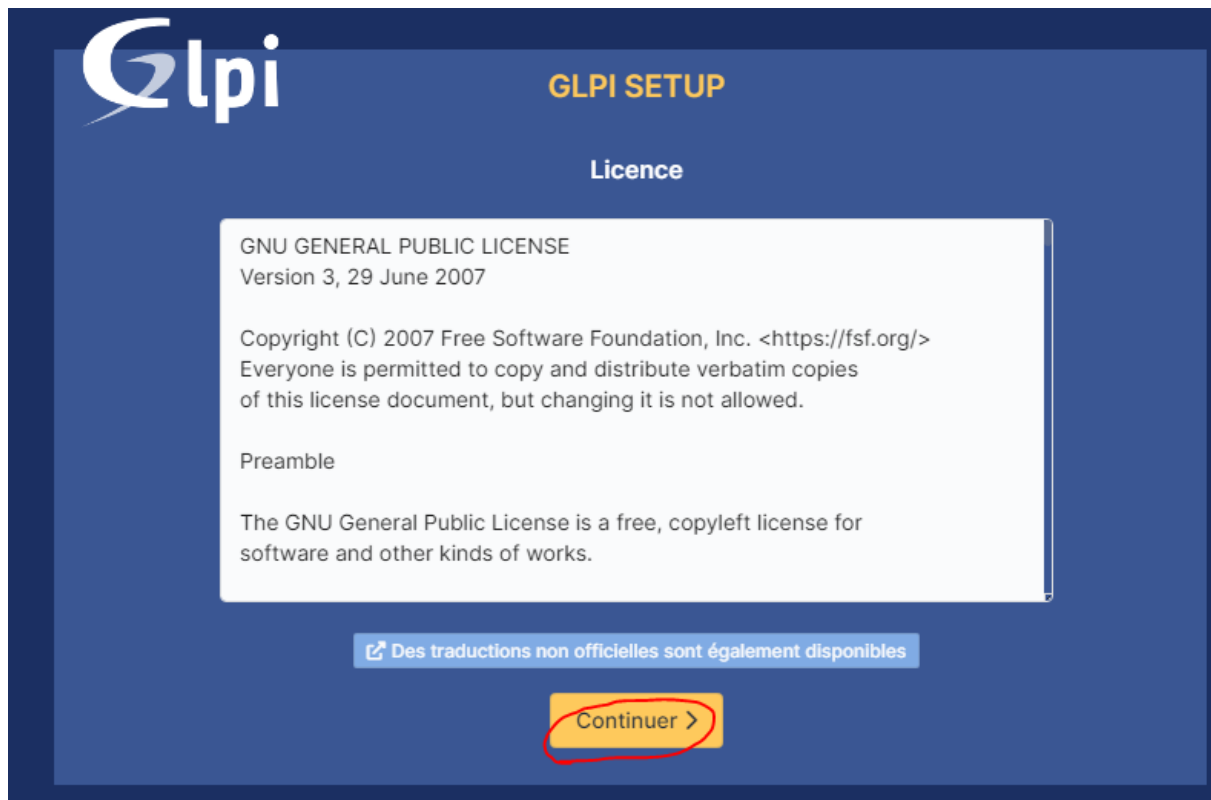 Glpi
GLPI SETUP
Licence
GNU GENERAL PUBLIC LICENSE
Version 3, 29 June 2007
Copyright (C) 2007 Free Software Foundation, Inc. <https://fsf.org/>
Everyone is permitted to copy and distribute verbatim copies
of this license document, but changing it is not allowed.
Preamble
The GNU General Public License is a free, copyleft license for
software and other kinds of works.
Des traductions non officielles sont également disponibles
Continuer >